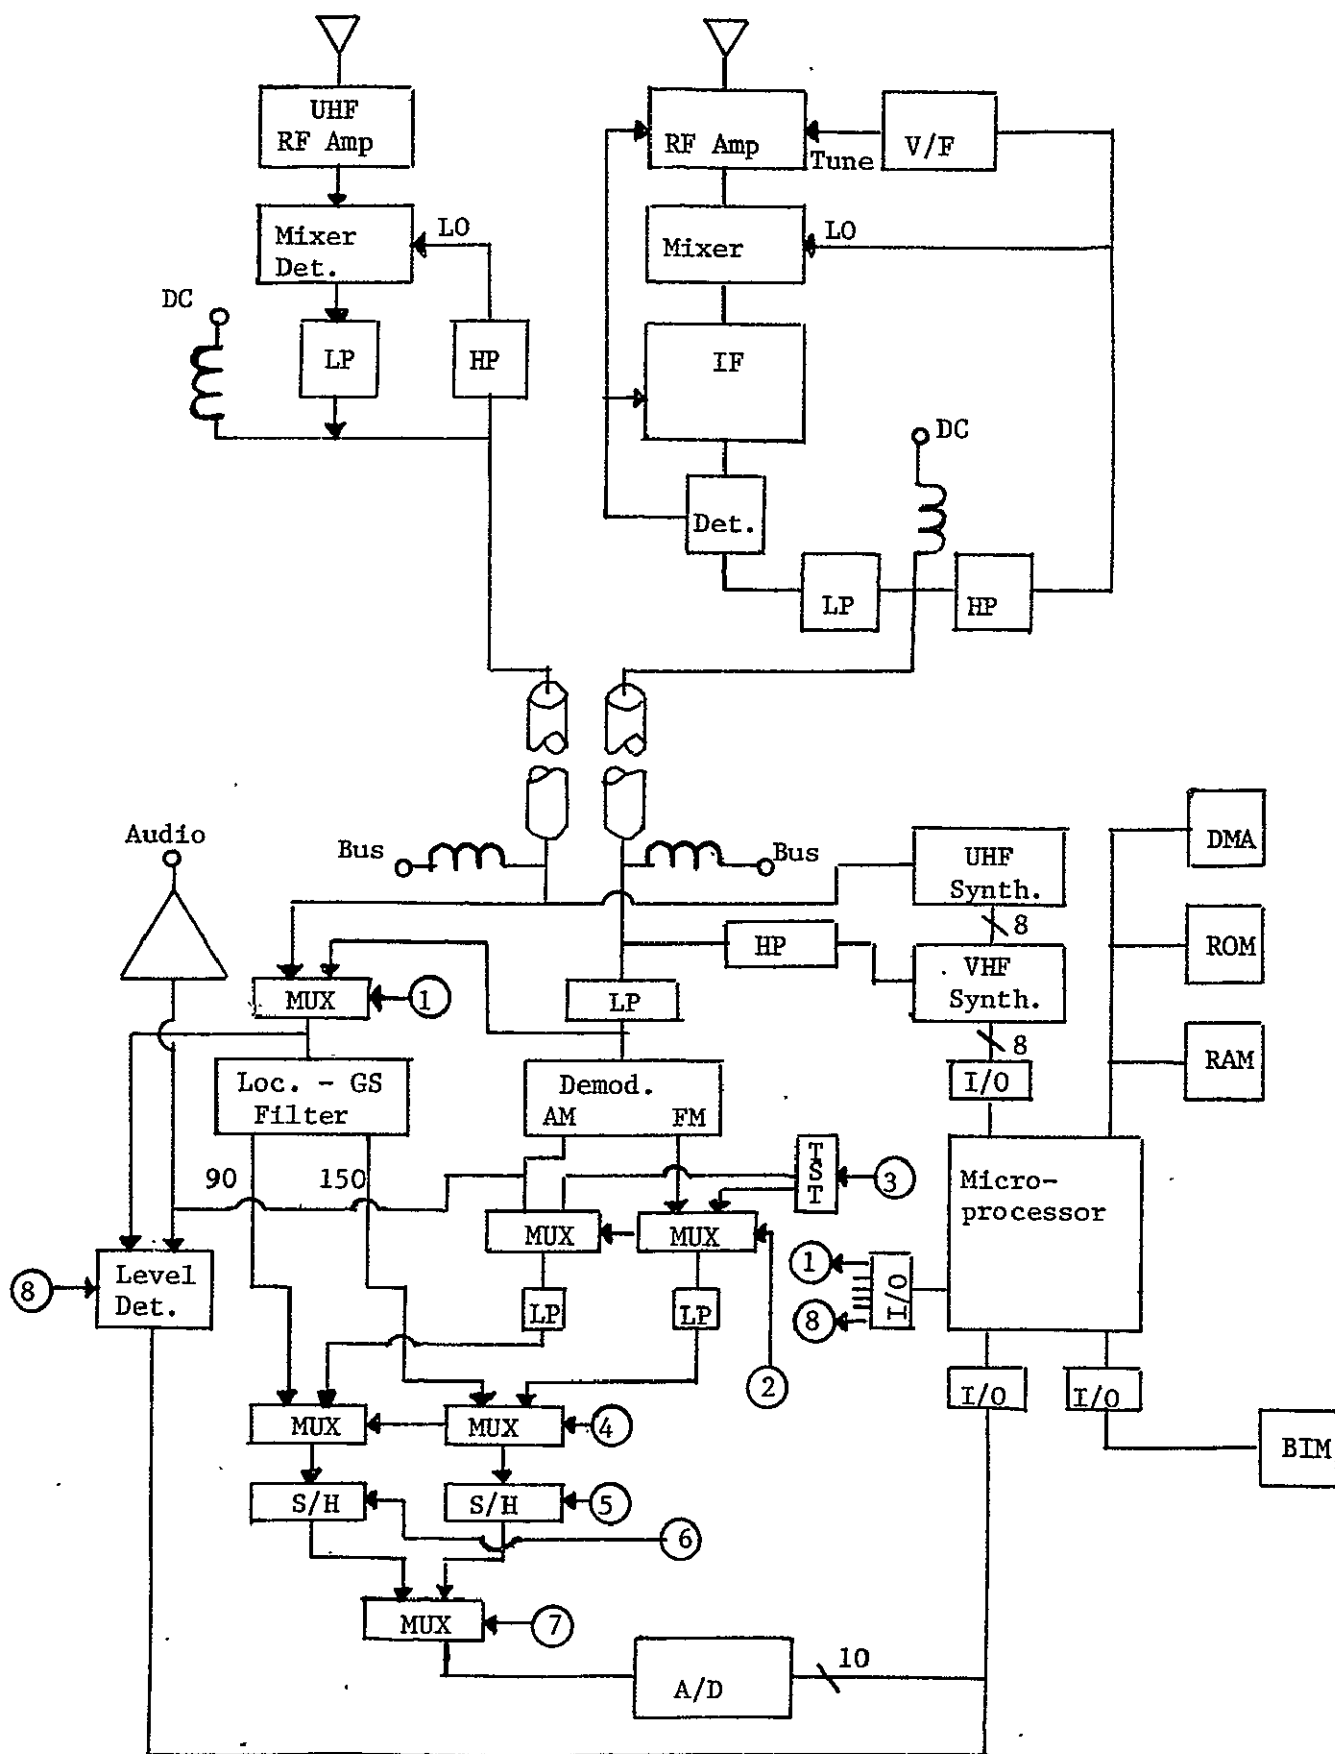 UHF
RF Amp
RF Amp
Tune
V/F
LO
Mixer
Det.
LO
Mixer
DC
LP
HP
IF
DC
Det.
LP
HP
Audio
Bus
Bus
UHF
Synth.
DMA
8
ROM
HP
VHF
Synth.
MUX
1
LP
8
RAM
I/O
Loc. - GS
Filter
Demod.
AM
FM
90
150
TST
3
Micro-
processor
MUX
MUX
1
8
Level
Det.
LP
LP
I/O
8
2
I/O
I/O
MUX
MUX
4
BIM
S/H
S/H
5
6
MUX
7
10
A/D